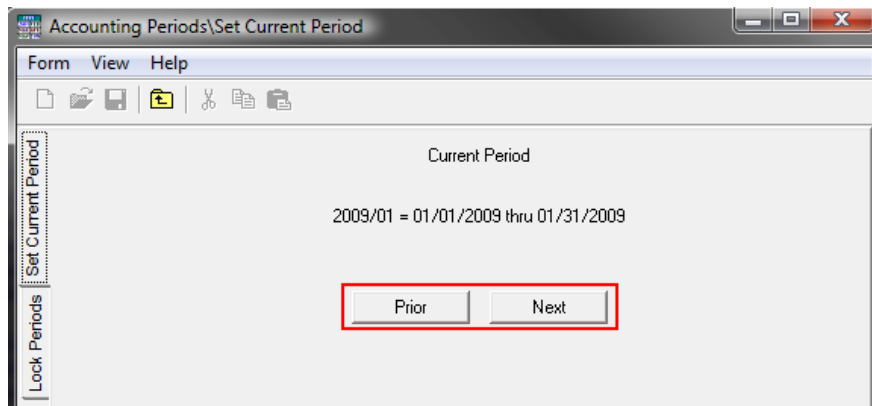 Accounting Periods\Set Current Period
Form View Help
Set Current Period
Lock Periods
Current Period
2009/01 = 01/01/2009 thru 01/31/2009
Prior Next